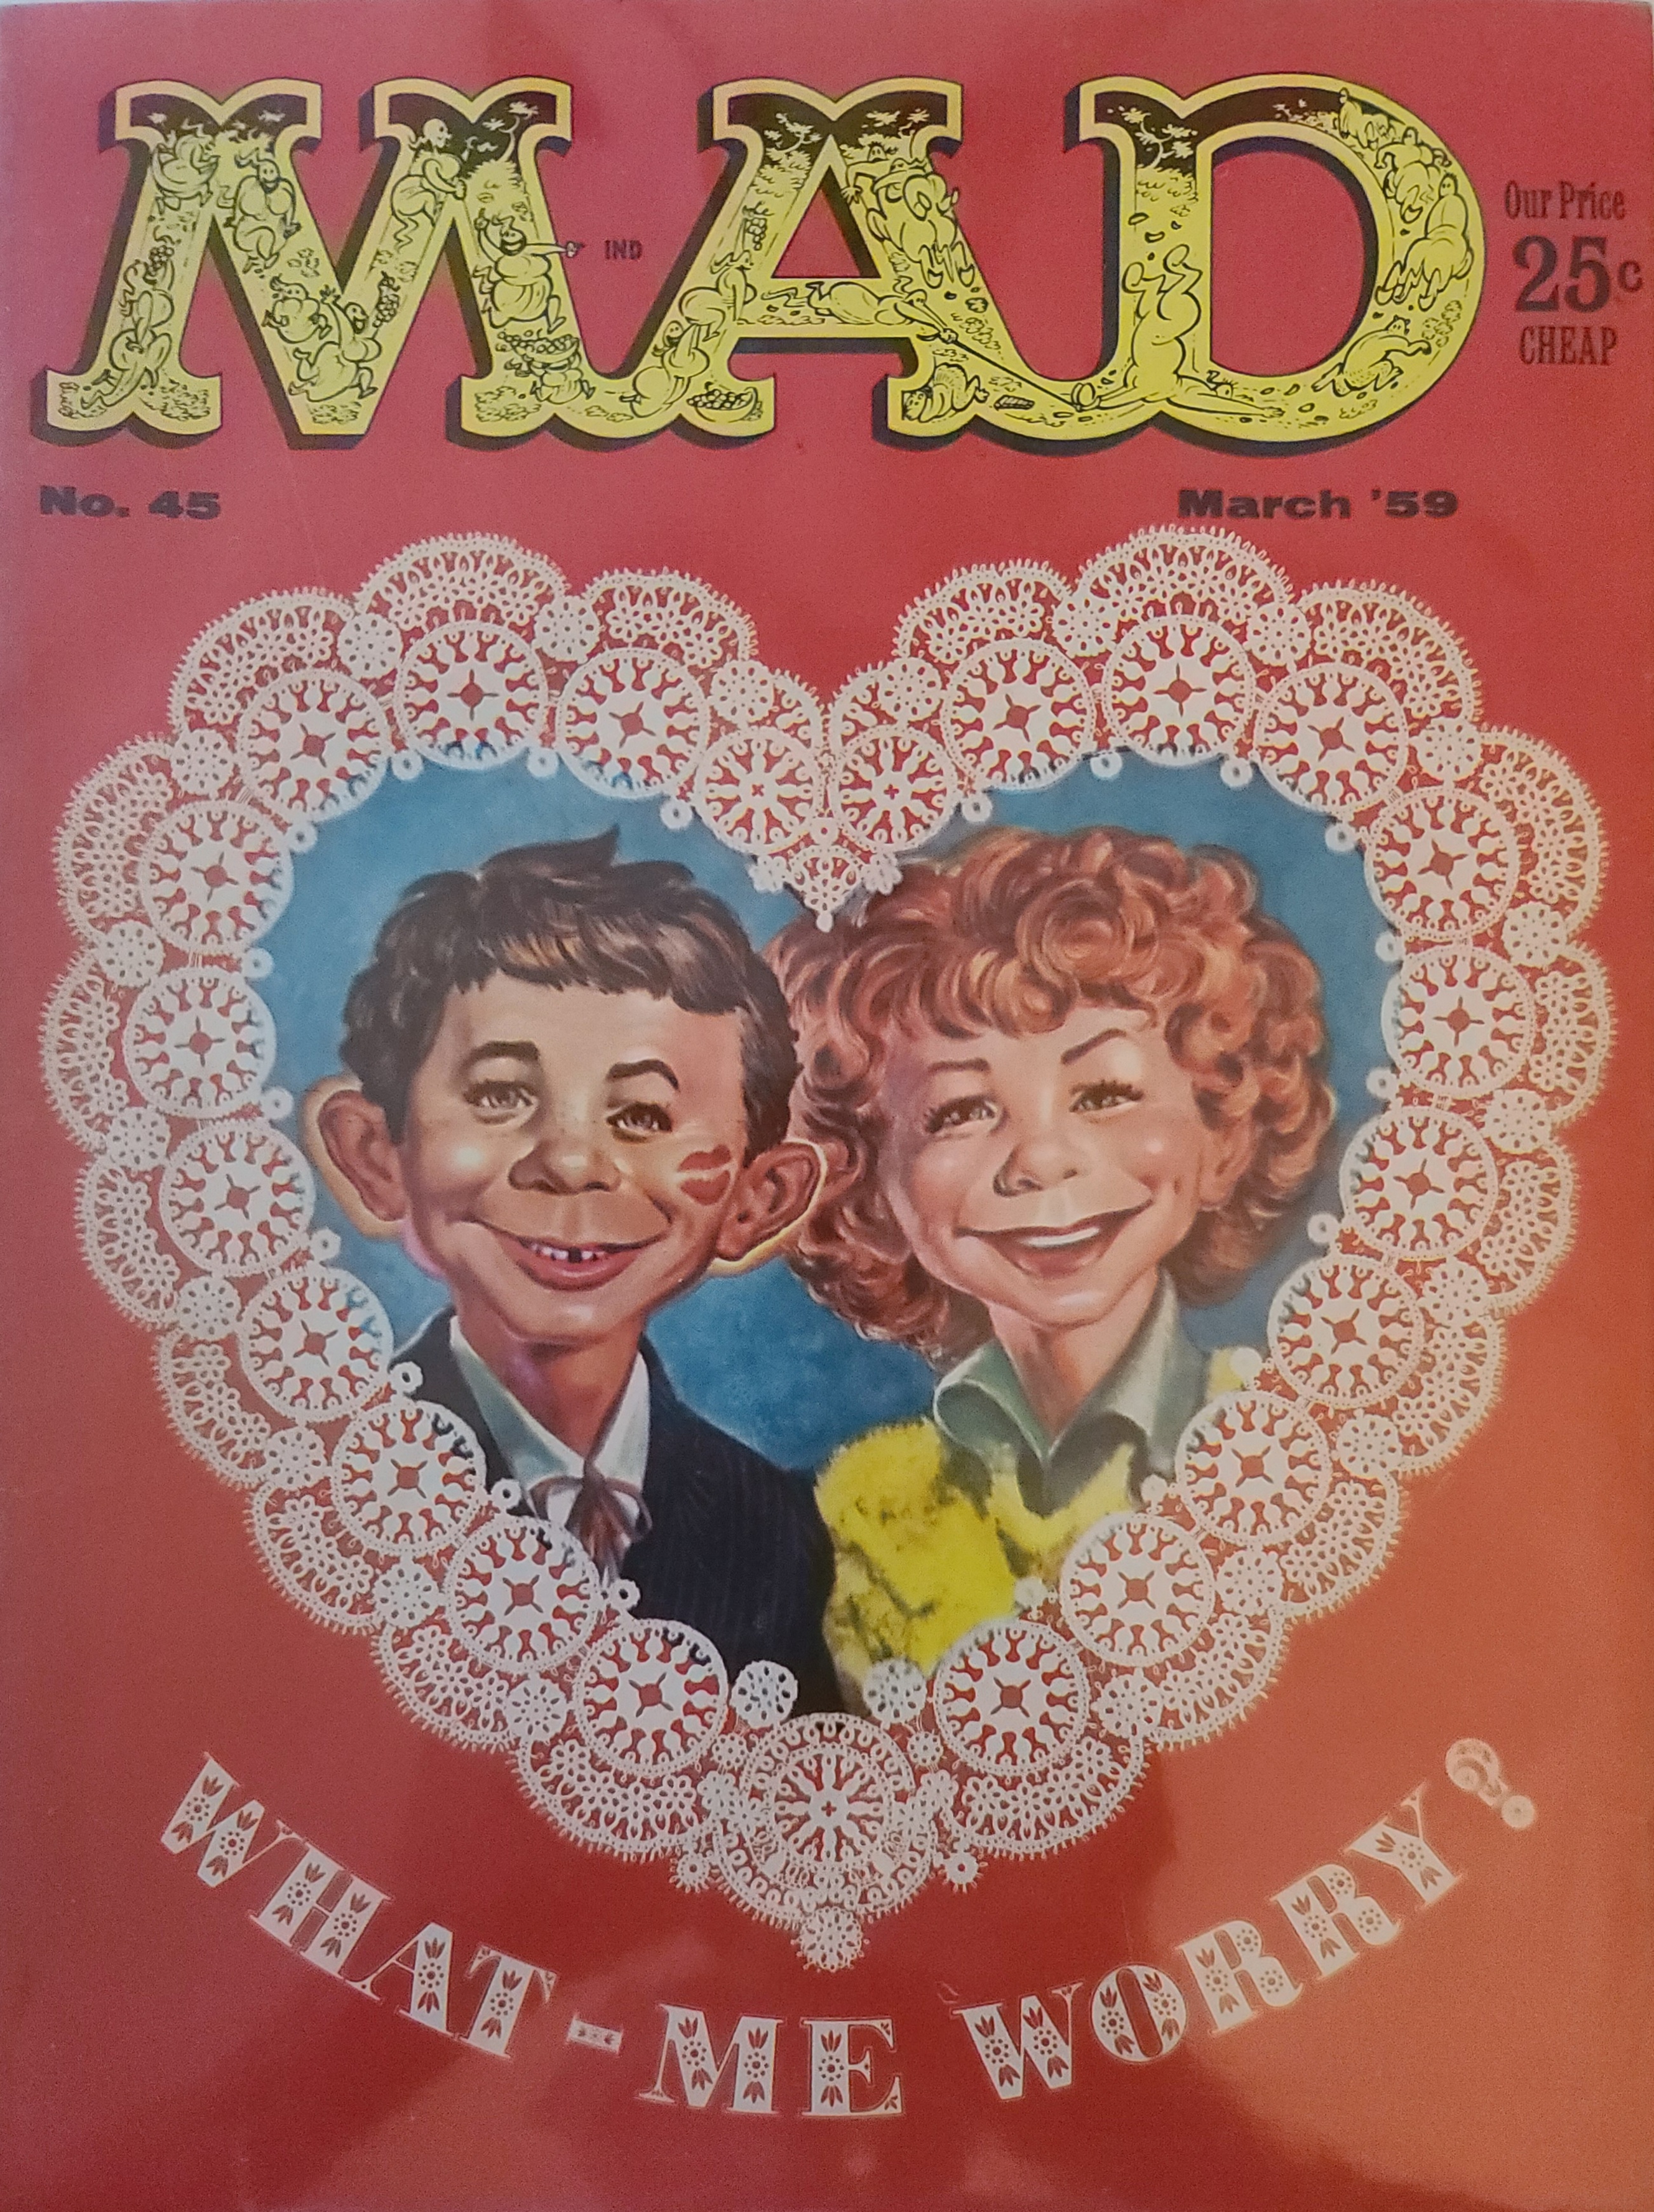 MAD
IND
Our Price
25c
CHEAP
No. 45
March '59
WHAT-ME WORRY?